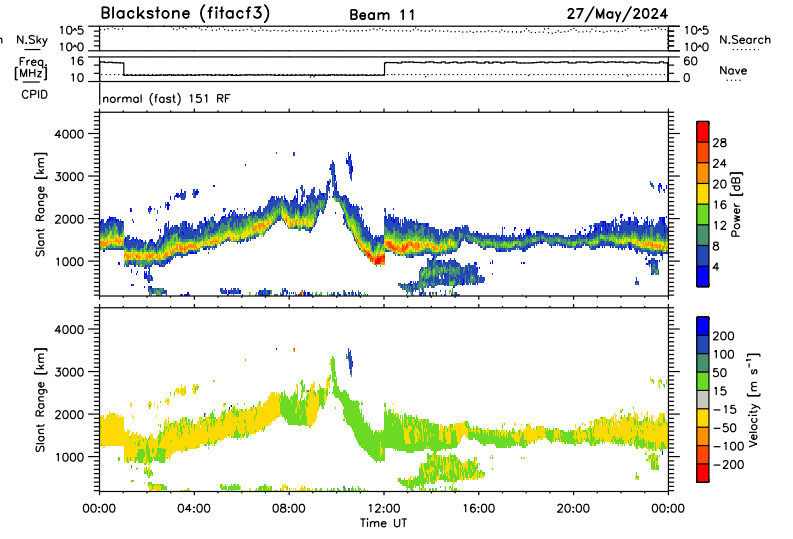 Blackstone (fitacf3) Beam 11 27/May/2024
n N.Sky 10^5 10^5
10^0 10^0 N.Search
Freq. [MHz] 16 60
10 0 Nave
CPID normal (fast) 151 RF
Slant Range [km]
4000
3000
2000
1000
Power [dB]
28
24
20
16
12
8
4
Slant Range [km]
4000
3000
2000
1000
Velocity [m s⁻¹]
200
100
50
15
−15
−50
−100
−200
00:00 04:00 08:00 12:00 16:00 20:00 00:00
Time UT